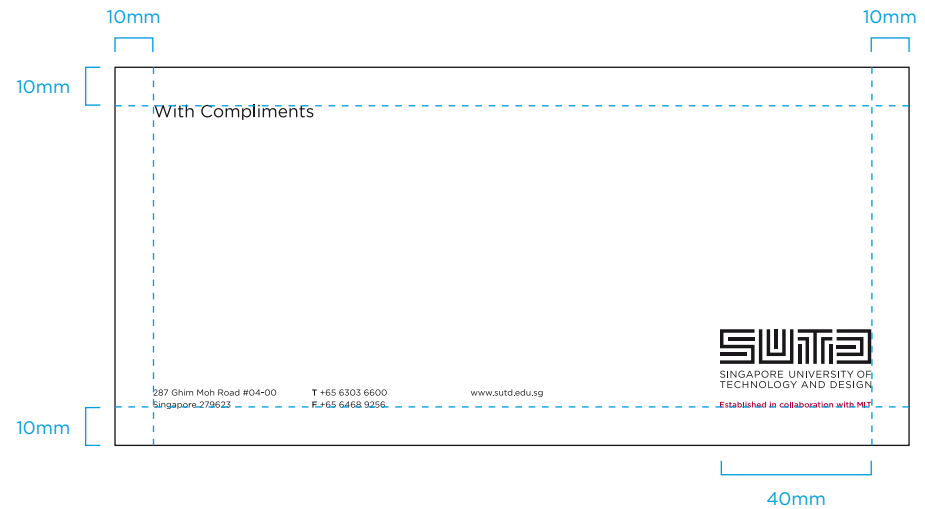 10mm
10mm
10mm
With Compliments
SUTD
SINGAPORE UNIVERSITY OF
TECHNOLOGY AND DESIGN
287 Ghim Moh Road #04-00
Singapore 279623
T +65 6303 6600
F +65 6468 9256
www.sutd.edu.sg
Established in collaboration with MIT
10mm
40mm